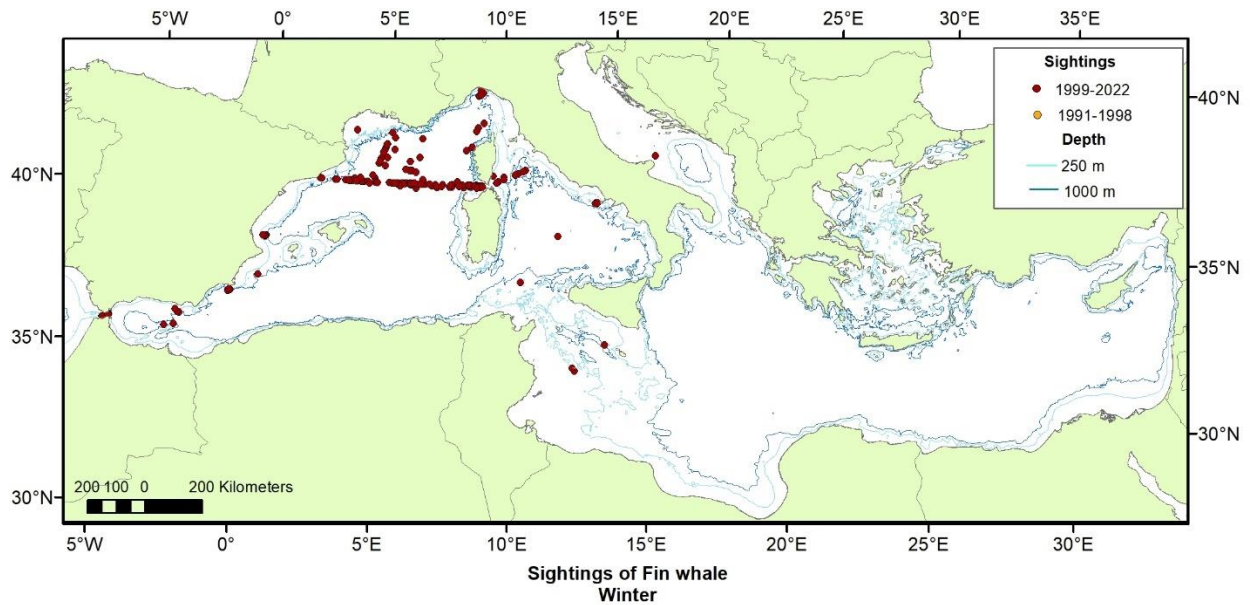 5°W 0° 5°E 10°E 15°E 20°E 25°E 30°E 35°E
Sightings
1999-2022
1991-1998
Depth
250 m
1000 m
40°N 40°N
35°N 35°N
30°N 30°N
200 100 0 200 Kilometers
5°W 0° 5°E 10°E 15°E 20°E 25°E 30°E
Sightings of Fin whale
Winter